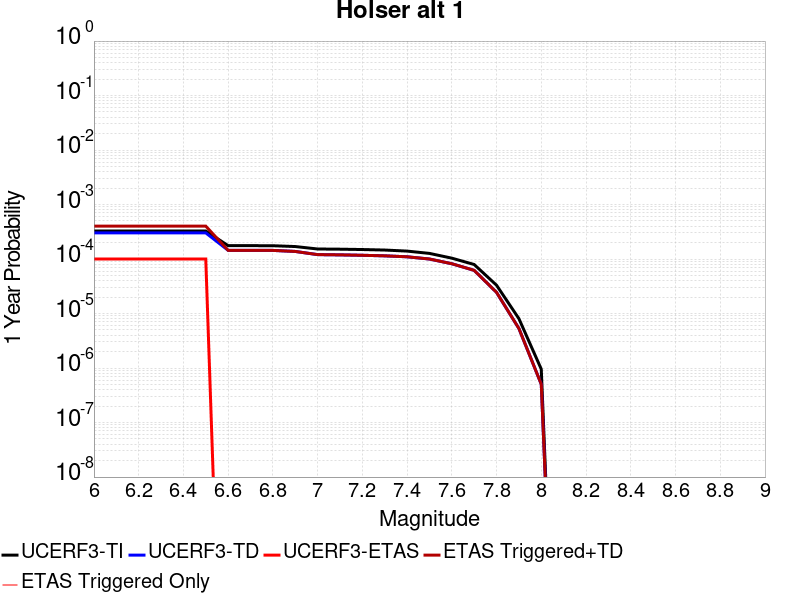 Holser alt 1
10^0
10^-1
10^-2
10^-3
10^-4
10^-5
10^-6
10^-7
10^-8
1 Year Probability
6 6.2 6.4 6.6 6.8 7 7.2 7.4 7.6 7.8 8 8.2 8.4 8.6 8.8 9
Magnitude
UCERF3-TI UCERF3-TD UCERF3-ETAS ETAS Triggered+TD
ETAS Triggered Only